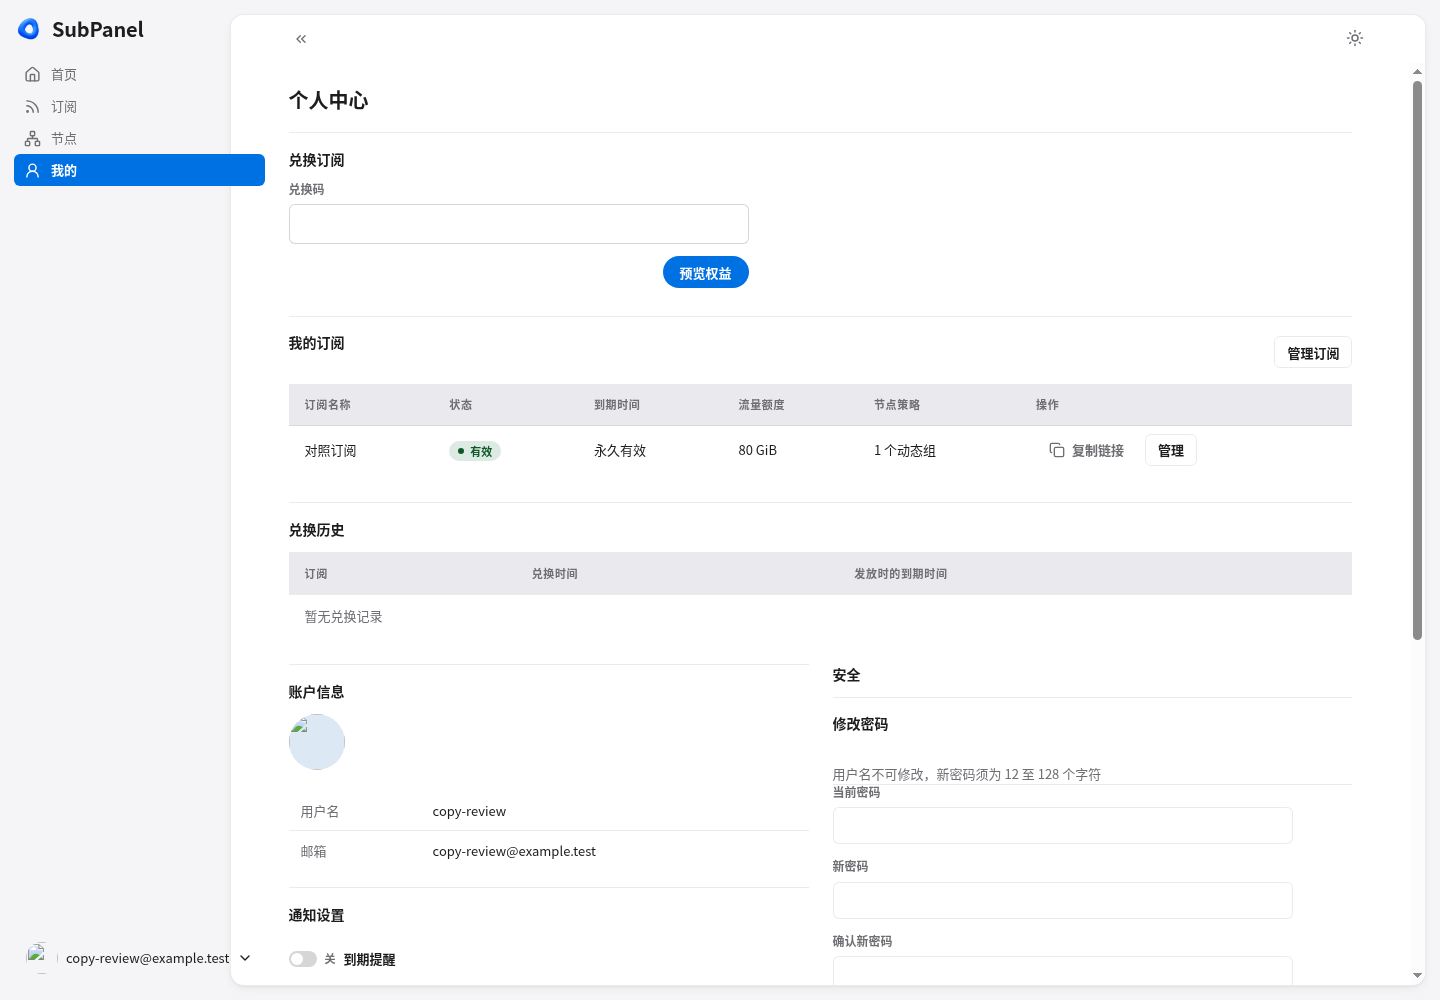 SubPanel
首页
订阅
节点
我的
copy-review@example.test
个人中心
兑换订阅
兑换码
预览权益
我的订阅
管理订阅
订阅名称 状态 到期时间 流量额度 节点策略 操作
对照订阅 有效 永久有效 80 GiB 1 个动态组 复制链接 管理
兑换历史
订阅 兑换时间 发放时的到期时间
暂无兑换记录
账户信息
用户名 copy-review
邮箱 copy-review@example.test
通知设置
关 到期提醒
安全
修改密码
用户名不可修改，新密码须为 12 至 128 个字符
当前密码
新密码
确认新密码